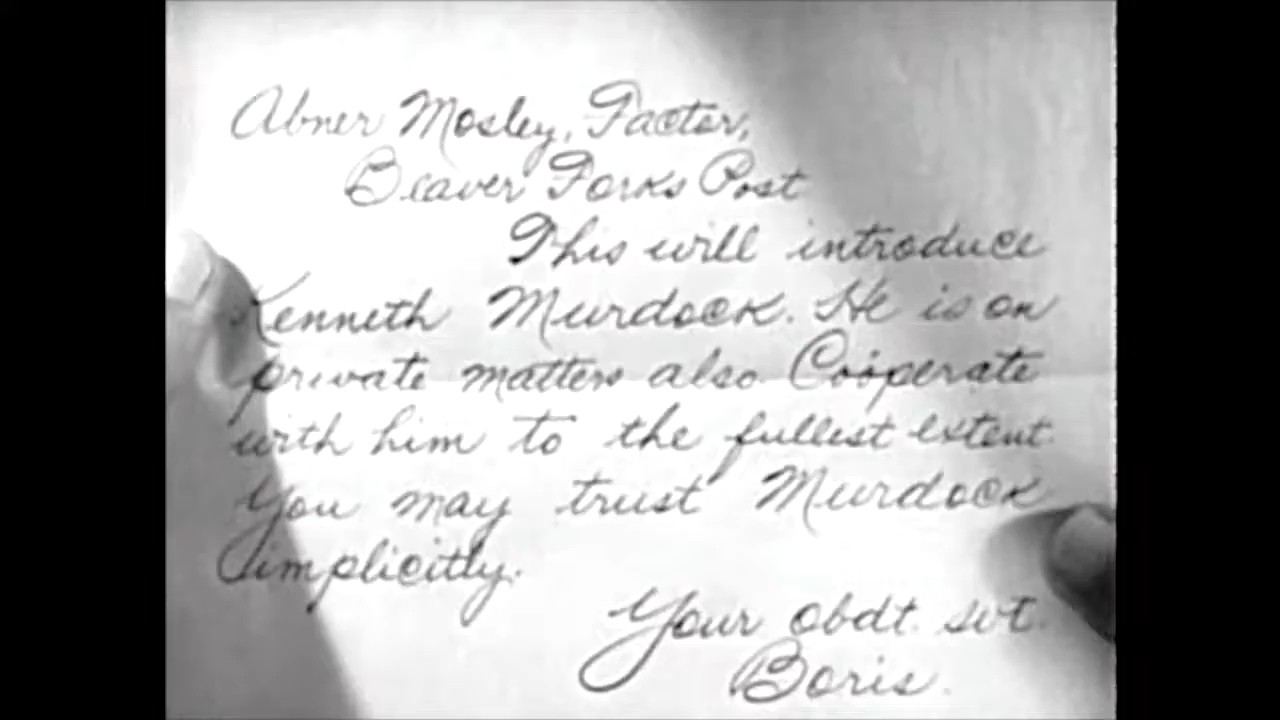 Abner Mosley, Factor,
Beaver Forks Post
This will introduce
Kenneth Murdock. He is on
private matters also. Coöperate
with him to the fullest extent.
You may trust Murdock
implicitly.
Your obdt. svt.
Boris.